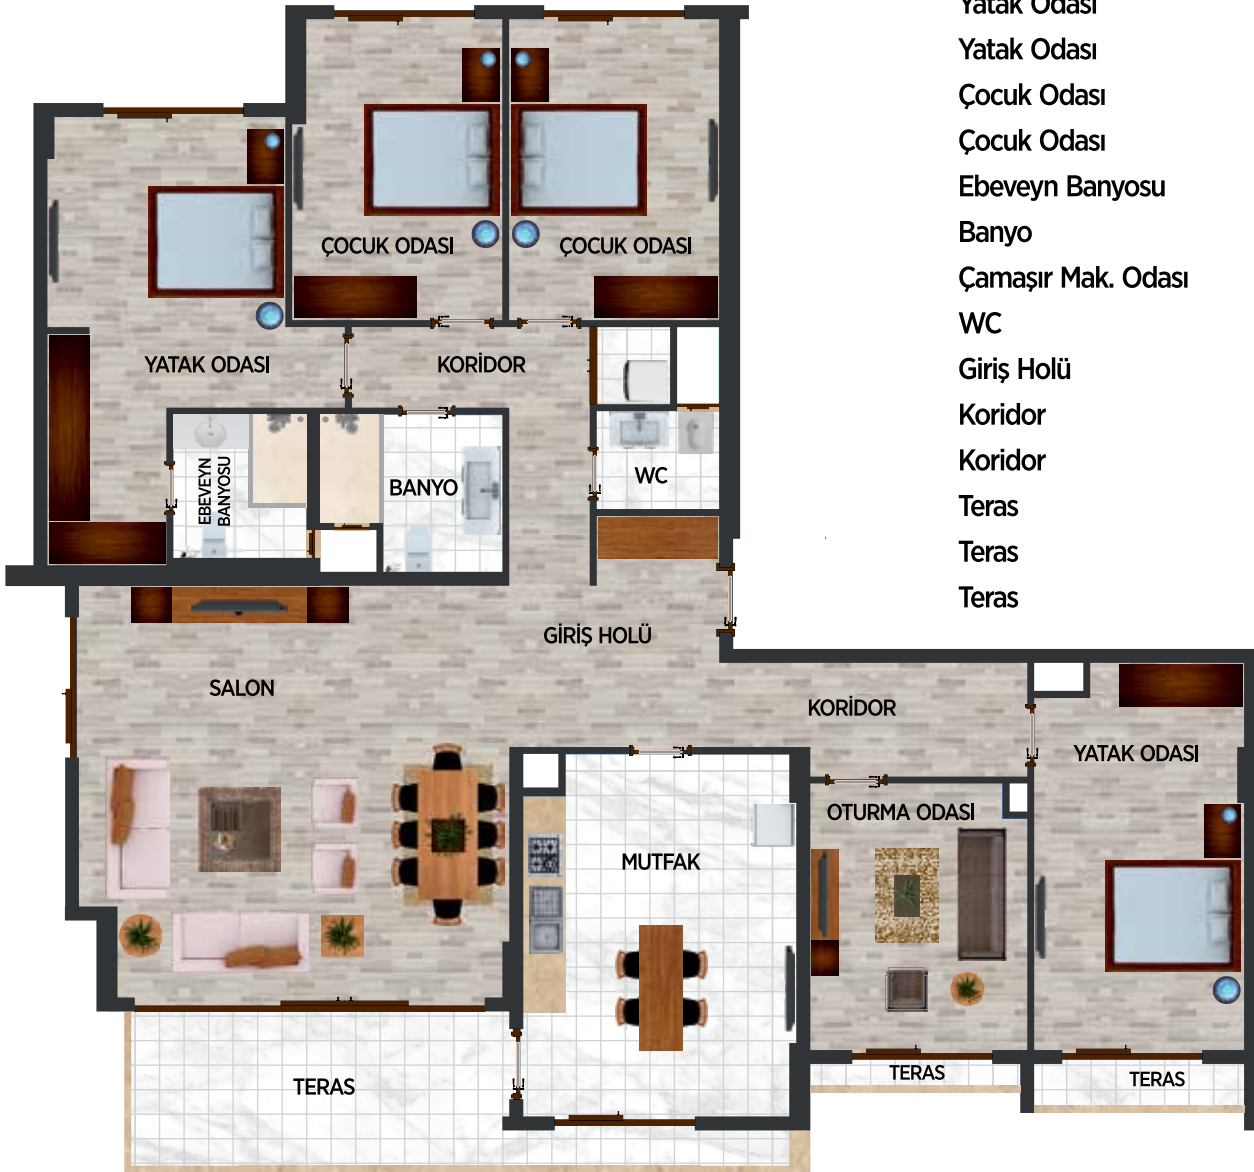 Yatak Odası
Yatak Odası
Çocuk Odası
Çocuk Odası
Ebeveyn Banyosu
Banyo
Çamaşır Mak. Odası
WC
Giriş Holü
Koridor
Koridor
Teras
Teras
Teras
ÇOCUK ODASI
ÇOCUK ODASI
YATAK ODASI
KORİDOR
EBEVEYN
BANYOSU
BANYO
WC
GİRİŞ HOLÜ
SALON
KORİDOR
YATAK ODASI
OTURMA ODASI
MUTFAK
TERAS
TERAS
TERAS